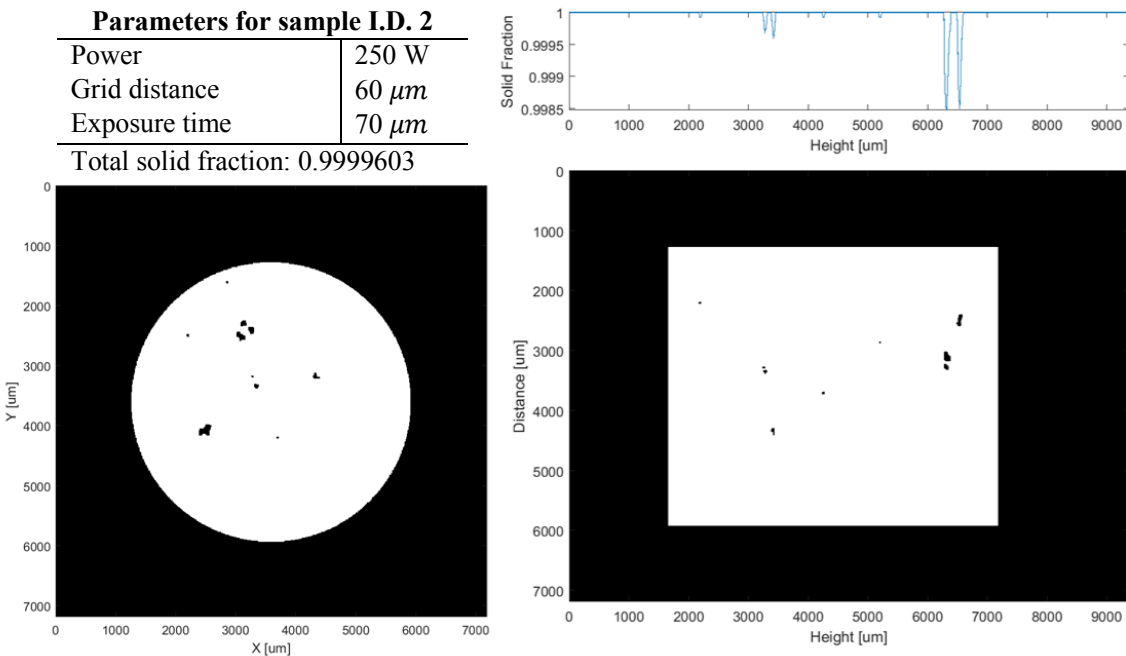 Parameters for sample I.D. 2
Power 250 W
Grid distance 60 μm
Exposure time 70 μm
Total solid fraction: 0.9999603
1
0.9995
0.999
0.9985
Solid Fraction
0 1000 2000 3000 4000 5000 6000 7000 8000 9000
Height [um]
0
1000
2000
3000
4000
5000
6000
7000
Y [um]
0 1000 2000 3000 4000 5000 6000 7000
X [um]
0
1000
2000
3000
4000
5000
6000
7000
Distance [um]
0 1000 2000 3000 4000 5000 6000 7000 8000 9000
Height [um]